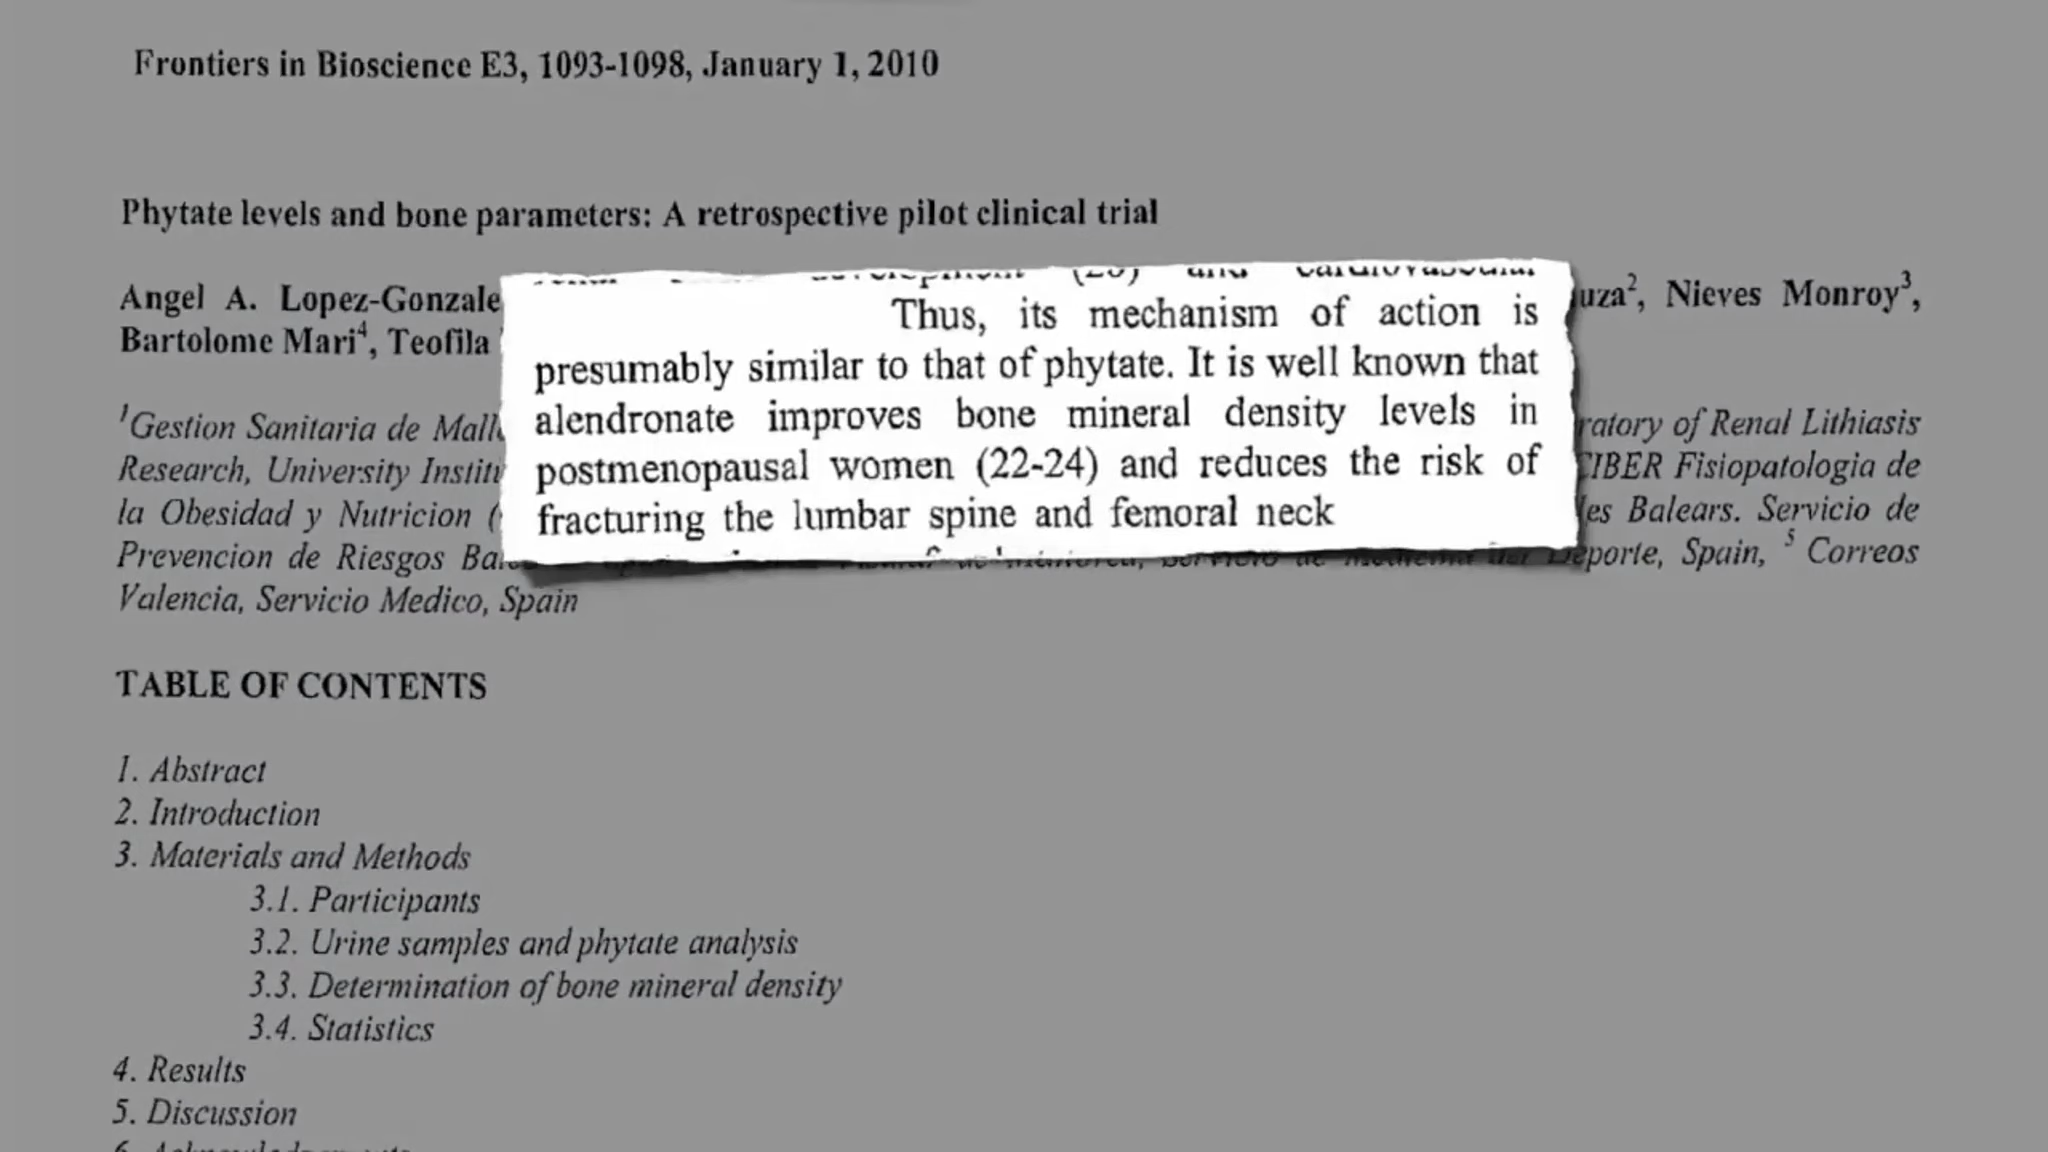 Frontiers in Bioscience E3, 1093-1098, January 1, 2010
Phytate levels and bone parameters: A retrospective pilot clinical trial
Angel A. Lopez-Gonzale
uza², Nieves Monroy³,
Bartolome Mari⁴, Teofila
Thus, its mechanism of action is
presumably similar to that of phytate. It is well known that
alendronate improves bone mineral density levels in
postmenopausal women (22-24) and reduces the risk of
fracturing the lumbar spine and femoral neck
¹Gestion Sanitaria de Mall
ratory of Renal Lithiasis
Research, University Instit
CIBER Fisiopatologia de
la Obesidad y Nutricion (
les Balears. Servicio de
Prevencion de Riesgos Ba
Deporte, Spain, ⁵ Correos
Valencia, Servicio Medico, Spain
TABLE OF CONTENTS
1. Abstract
2. Introduction
3. Materials and Methods
3.1. Participants
3.2. Urine samples and phytate analysis
3.3. Determination of bone mineral density
3.4. Statistics
4. Results
5. Discussion